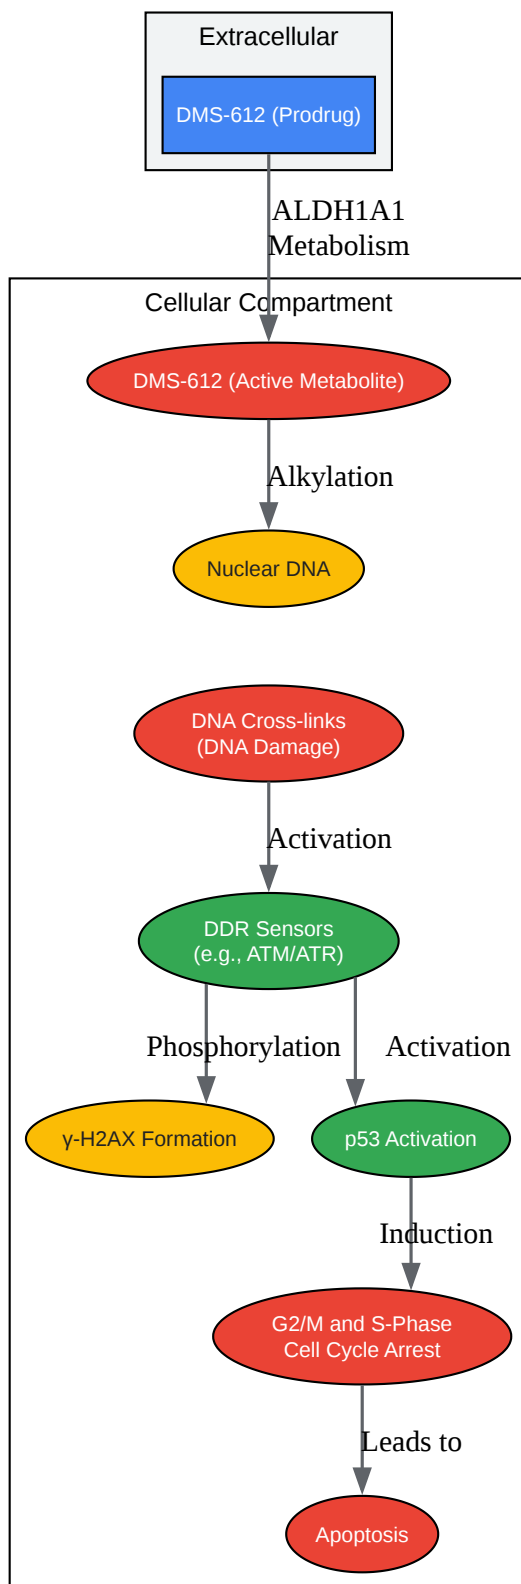 Extracellular
DMS-612 (Prodrug)
ALDH1A1
Metabolism
Cellular Compartment
DMS-612 (Active Metabolite)
Alkylation
Nuclear DNA
DNA Cross-links
(DNA Damage)
Activation
DDR Sensors
(e.g., ATM/ATR)
Phosphorylation
Activation
γ-H2AX Formation
p53 Activation
Induction
G2/M and S-Phase
Cell Cycle Arrest
Leads to
Apoptosis